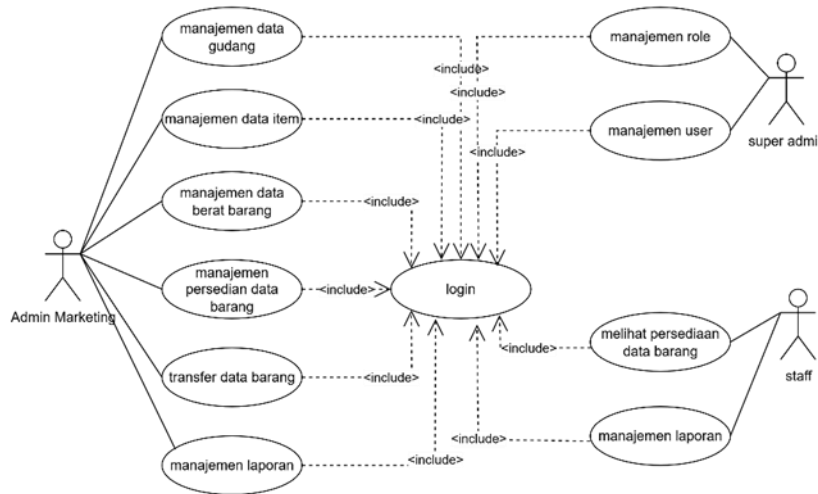 manajemen data
gudang
<include>
manajemen data item
<include>
manajemen data
berat barang
<include>
Admin Marketing
manajemen
persedian data
barang
<include>
transfer data barang
<include>
manajemen laporan
<include>
login
manajemen role
<include>
manajemen user
<include>
super admi
melihat persediaan
data barang
<include>
staff
manajemen laporan
<include>